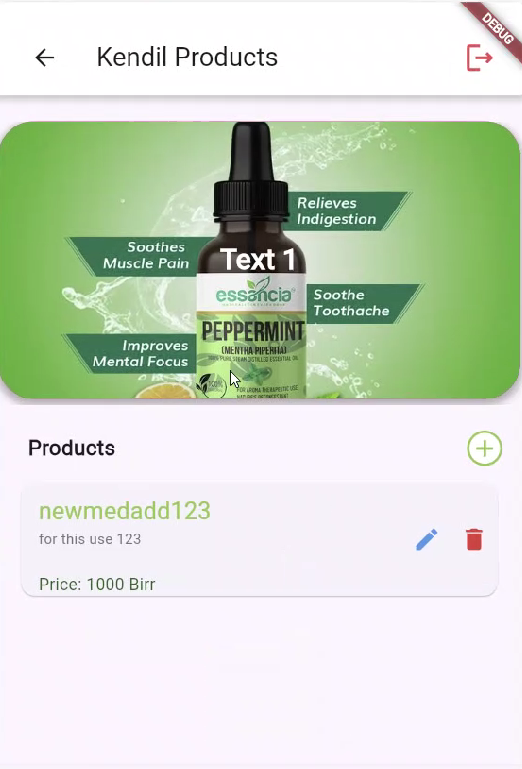 DEBUG
Kendil Products
Relieves
Indigestion
Soothes
Muscle Pain
Text 1
essancia
Soothe
Toothache
PEPPERMINT
(MENTHA PIPERITA)
Improves
Mental Focus
Products
newmedadd123
for this use 123
Price: 1000 Birr